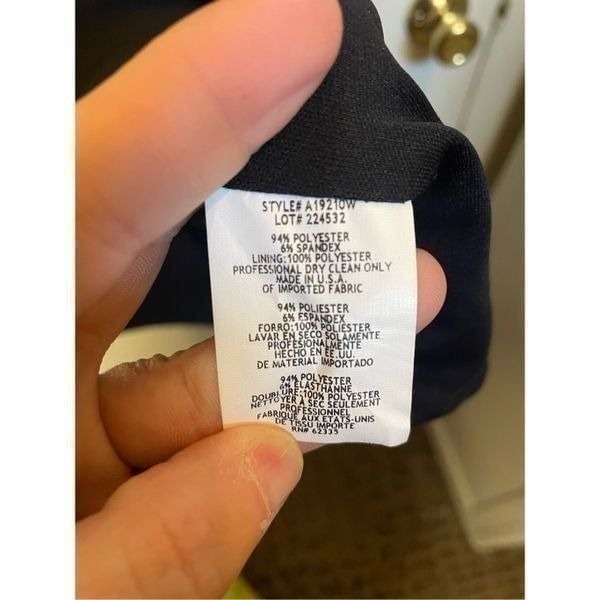 STYLE# A19210W
LOT# 224532
94% POLYESTER
6% SPANDEX
LINING:100% POLYESTER
PROFESSIONAL DRY CLEAN ONLY
MADE IN U.S.A.
OF IMPORTED FABRIC
94% POLIESTER
6% ESPANDEX
FORRO:100% POLIESTER
LAVAR EN SECO SOLAMENTE
PROFESIONALMENTE
HECHO EN EE.UU.
DE MATERIAL IMPORTADO
94% POLYESTER
6% ELASTHANNE
DOUBLURE:100% POLYESTER
NETTOYER À SEC SEULEMENT
PROFESSIONNEL
FABRIQUE AUX ETATS-UNIS
DE TISSU IMPORTE
RN# 62335